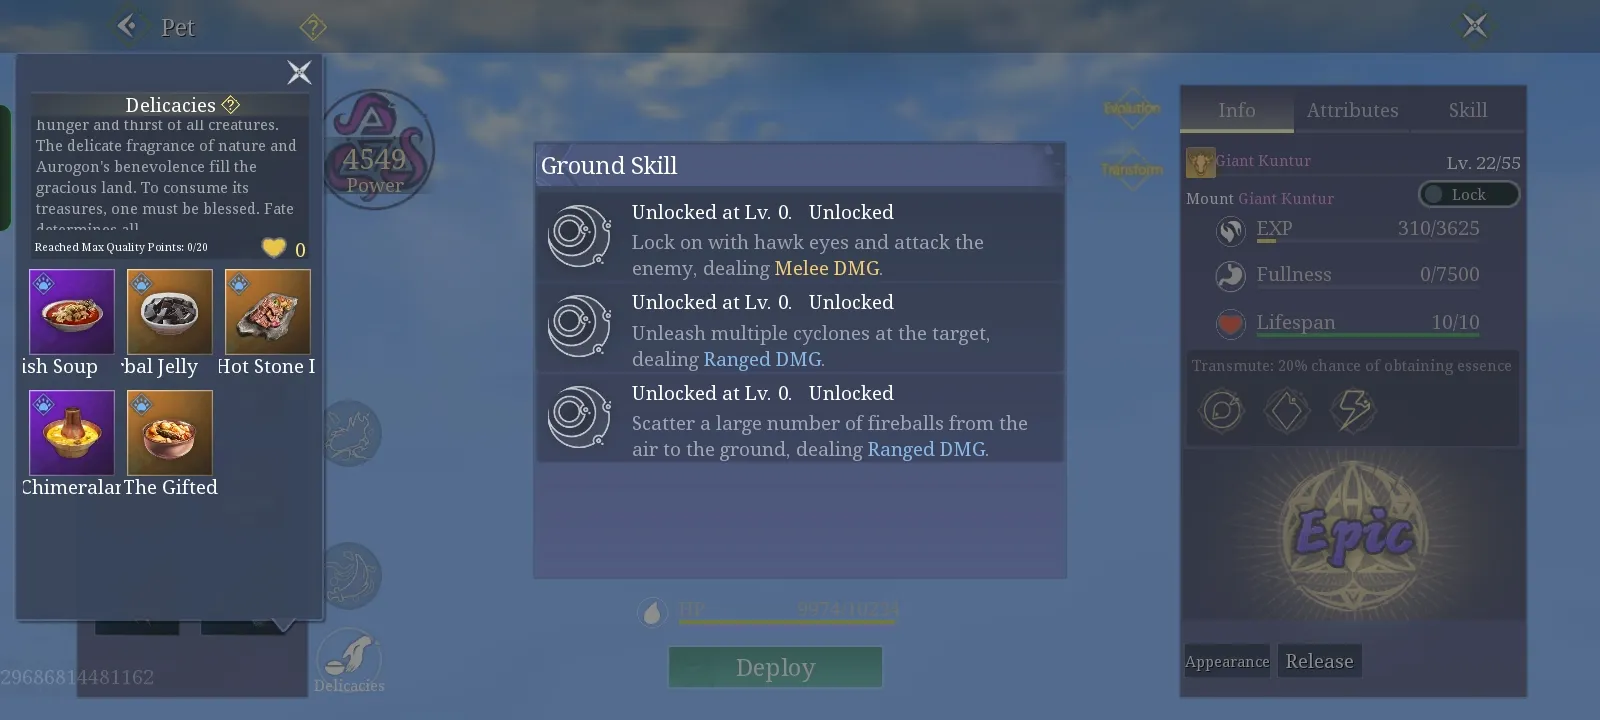 Pet
Delicacies
hunger and thirst of all creatures.
The delicate fragrance of nature and
Aurogon's benevolence fill the
gracious land. To consume its
treasures, one must be blessed. Fate
determines all
Reached Max Quality Points: 0/20
0
ish Soup
rbal Jelly
Hot Stone I
Chimeralar
The Gifted
4549
Power
Delicacies
29686814481162
Ground Skill
Unlocked at Lv. 0. Unlocked
Lock on with hawk eyes and attack the
enemy, dealing Melee DMG.
Unlocked at Lv. 0. Unlocked
Unleash multiple cyclones at the target,
dealing Ranged DMG.
Unlocked at Lv. 0. Unlocked
Scatter a large number of fireballs from the
air to the ground, dealing Ranged DMG.
HP
Deploy
Evolution
Transform
Info
Attributes
Skill
Giant Kuntur
Lv. 22/55
Mount Giant Kuntur
Lock
EXP 310/3625
Fullness 0/7500
Lifespan 10/10
Transmute: 20% chance of obtaining essence
Epic
Appearance
Release